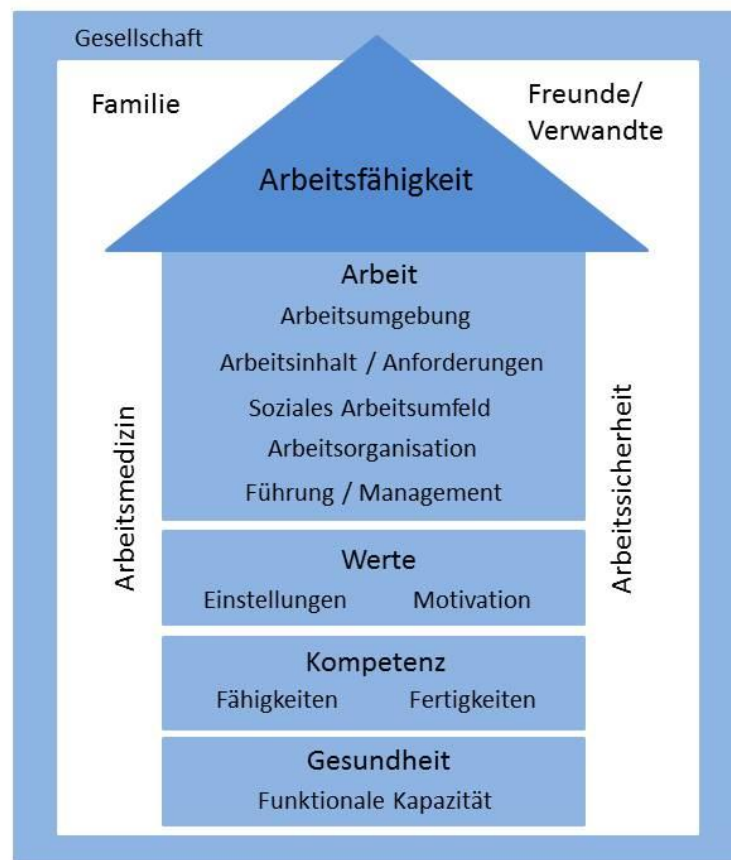 Gesellschaft
Familie
Freunde/
Verwandte
Arbeitsfähigkeit
Arbeit
Arbeitsumgebung
Arbeitsinhalt / Anforderungen
Soziales Arbeitsumfeld
Arbeitsorganisation
Führung / Management
Arbeitsmedizin
Arbeitssicherheit
Werte
Einstellungen Motivation
Kompetenz
Fähigkeiten Fertigkeiten
Gesundheit
Funktionale Kapazität